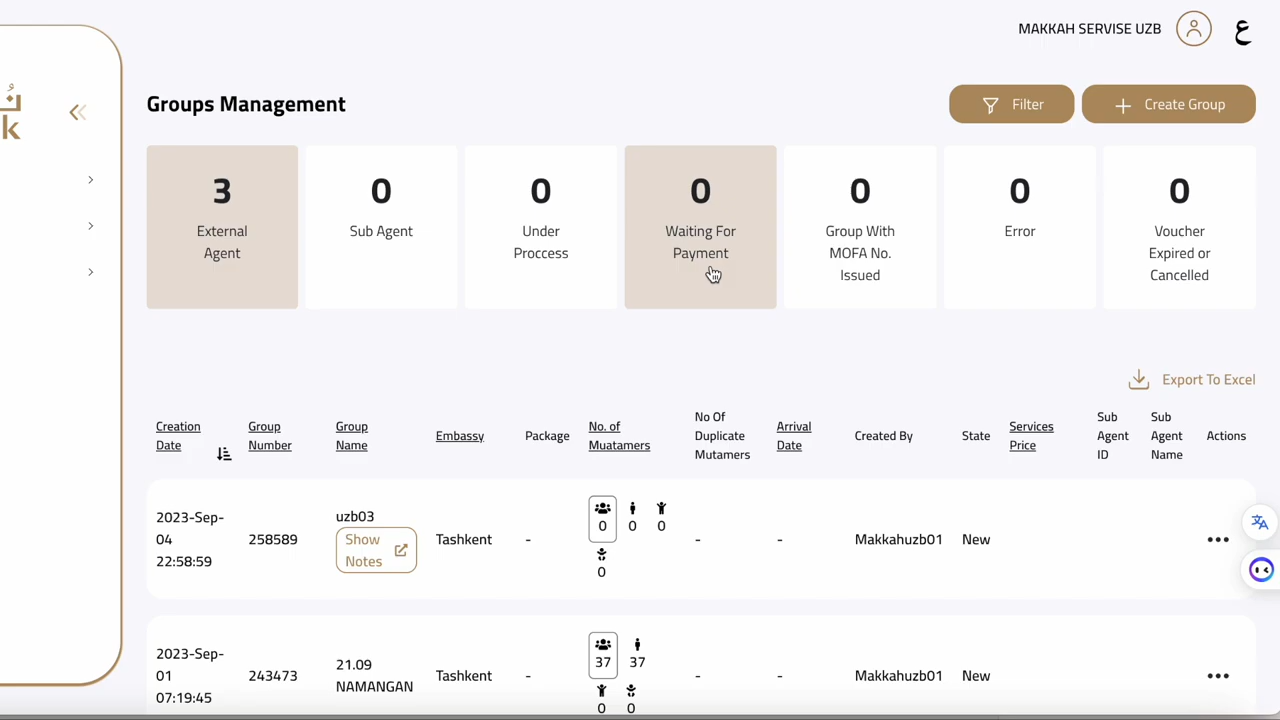 MAKKAH SERVISE UZB
ع
k
Groups Management
Filter
Create Group
3
External
Agent
0
Sub Agent
0
Under
Proccess
0
Waiting For
Payment
0
Group With
MOFA No.
Issued
0
Error
0
Voucher
Expired or
Cancelled
Export To Excel
Creation
Date
Group
Number
Group
Name
Embassy
Package
No. of
Muatamers
No Of
Duplicate
Mutamers
Arrival
Date
Created By
State
Services
Price
Sub
Agent
ID
Sub
Agent
Name
Actions
2023-Sep-
04
22:58:59
258589
uzb03
Show
Notes
Tashkent
-
0
0
0
0
-
-
Makkahuzb01
New
2023-Sep-
01
07:19:45
243473
21.09
NAMANGAN
Tashkent
-
37
37
0
0
-
-
Makkahuzb01
New